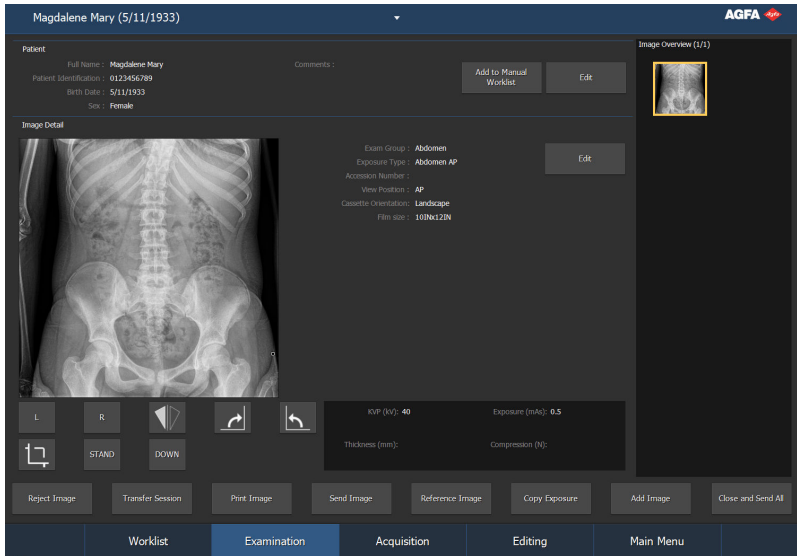 Magdalene Mary (5/11/1933)
AGFA
Patient
Full Name : Magdalene Mary
Patient Identification : 0123456789
Birth Date : 5/11/1933
Sex : Female
Comments :
Add to Manual
Worklist
Edit
Image Overview (1/1)
Image Detail
Exam Group : Abdomen
Exposure Type : Abdomen AP
Accession Number :
View Position : AP
Cassette Orientation: Landscape
Film size : 10INx12IN
Edit
L
R
STAND
DOWN
KVP (kV): 40
Exposure (mAs): 0.5
Thickness (mm):
Compression (N):
Reject Image
Transfer Session
Print Image
Send Image
Reference Image
Copy Exposure
Add Image
Close and Send All
Worklist
Examination
Acquisition
Editing
Main Menu